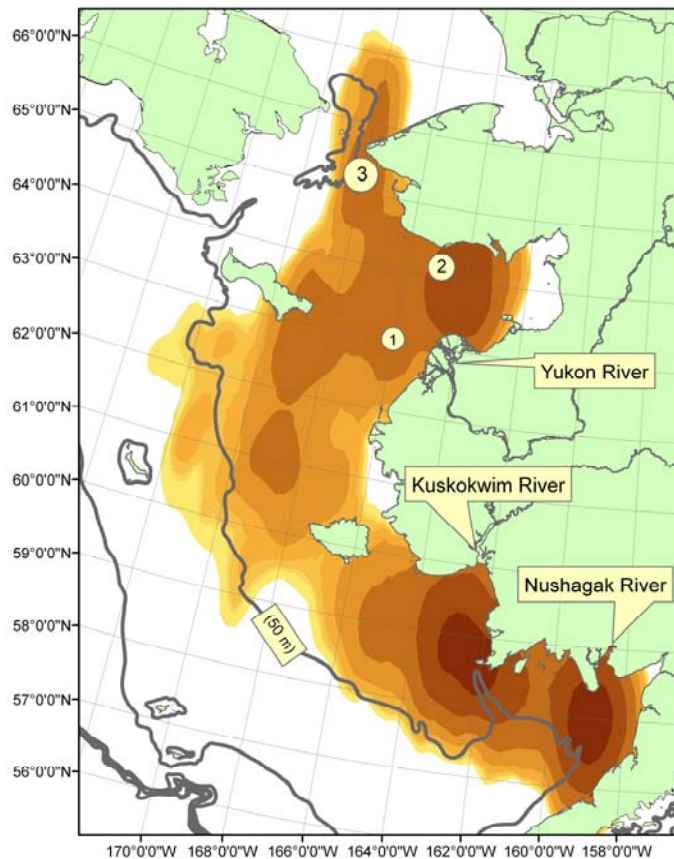 66°0'0"N
65°0'0"N
64°0'0"N
63°0'0"N
62°0'0"N
61°0'0"N
60°0'0"N
59°0'0"N
58°0'0"N
57°0'0"N
56°0'0"N
3
2
1
Yukon River
Kuskokwim River
Nushagak River
(50 m)
170°0'0"W 168°0'0"W 166°0'0"W 164°0'0"W 162°0'0"W 160°0'0"W 158°0'0"W